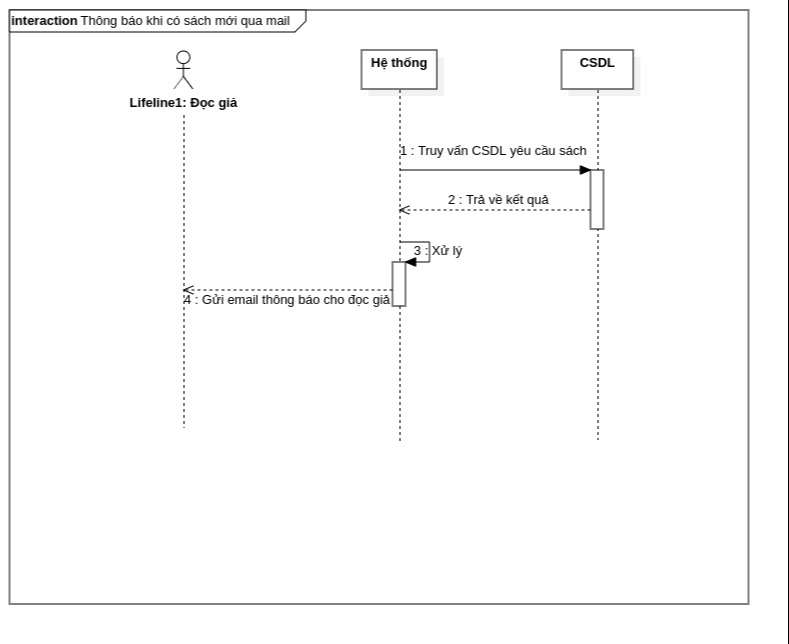 interaction Thông báo khi có sách mới qua mail
Lifeline1: Đọc giả
Hệ thống
CSDL
1 : Truy vấn CSDL yêu cầu sách
2 : Trả về kết quả
3 : Xử lý
4 : Gửi email thông báo cho đọc giả